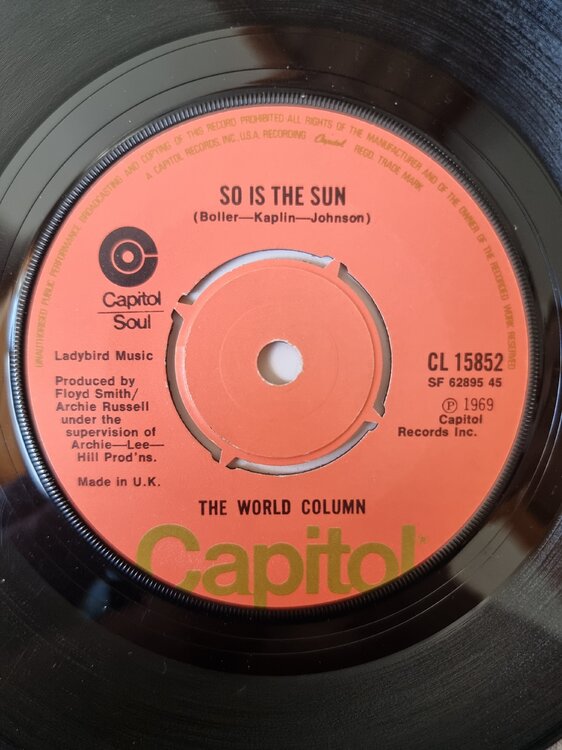 UNAUTHORISED PUBLIC PERFORMANCE BROADCASTING AND COPYING OF THIS RECORD PROHIBITED ALL RIGHTS OF THE MANUFACTURER AND OF THE OWNER OF THE RECORDED WORK RESERVED
A CAPITOL RECORDS, INC., U.S.A. RECORDING Capitol REGD. TRADE MARK
SO IS THE SUN
(Boller—Kaplin—Johnson)
Capitol
Soul
Ladybird Music
Produced by
Floyd Smith/
Archie Russell
under the
supervision of
Archie—Lee—
Hill Prod'ns.
Made in U.K.
CL 15852
SF 62895 45
Ⓟ 1969
Capitol
Records Inc.
THE WORLD COLUMN
Capitol®